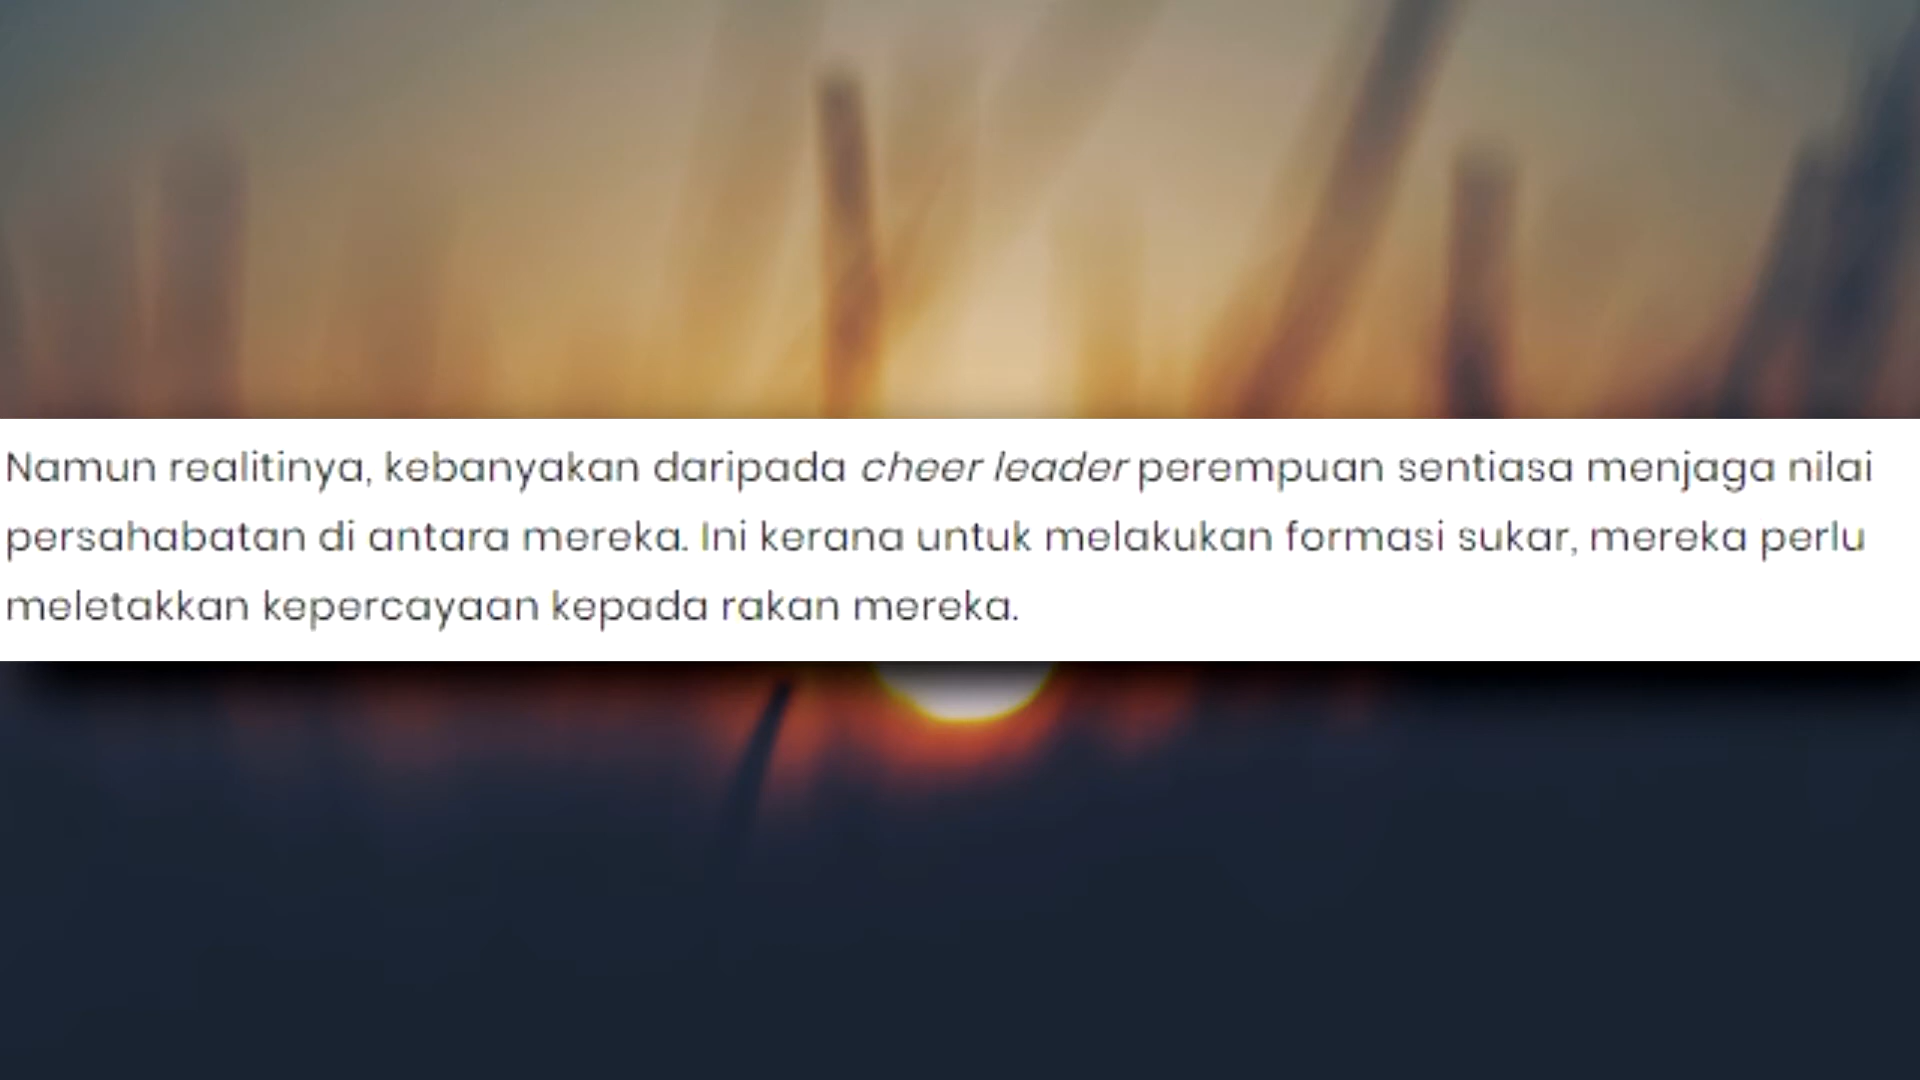 Namun realitinya, kebanyakan daripada cheer leader perempuan sentiasa menjaga nilai
persahabatan di antara mereka. Ini kerana untuk melakukan formasi sukar, mereka perlu
meletakkan kepercayaan kepada rakan mereka.